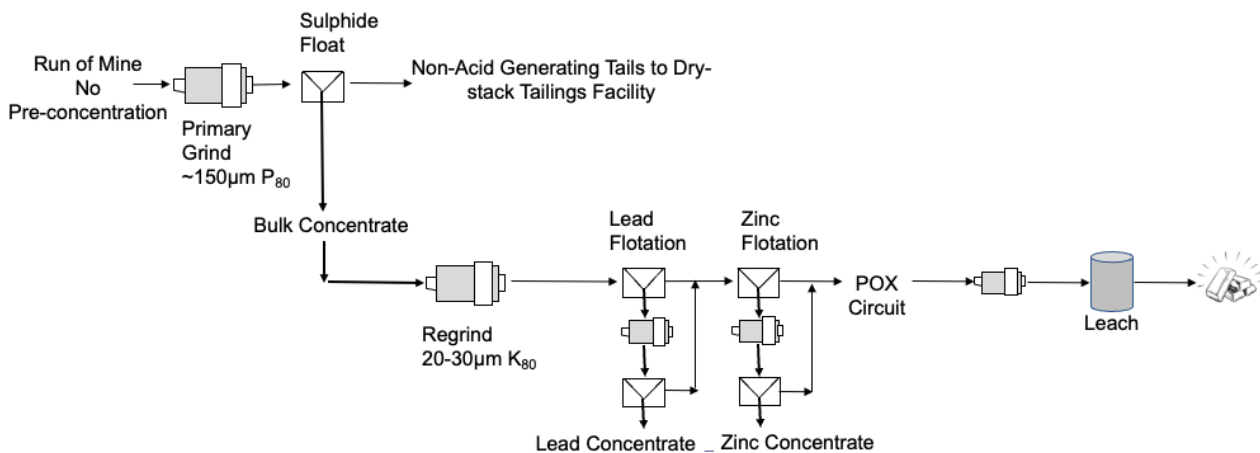 Sulphide
Float
Run of Mine
No
Pre-concentration
Non-Acid Generating Tails to Dry-
stack Tailings Facility
Primary
Grind
~150µm P₈₀
Bulk Concentrate
Lead
Flotation
Zinc
Flotation
POX
Circuit
Leach
Regrind
20-30µm K₈₀
Lead Concentrate
Zinc Concentrate